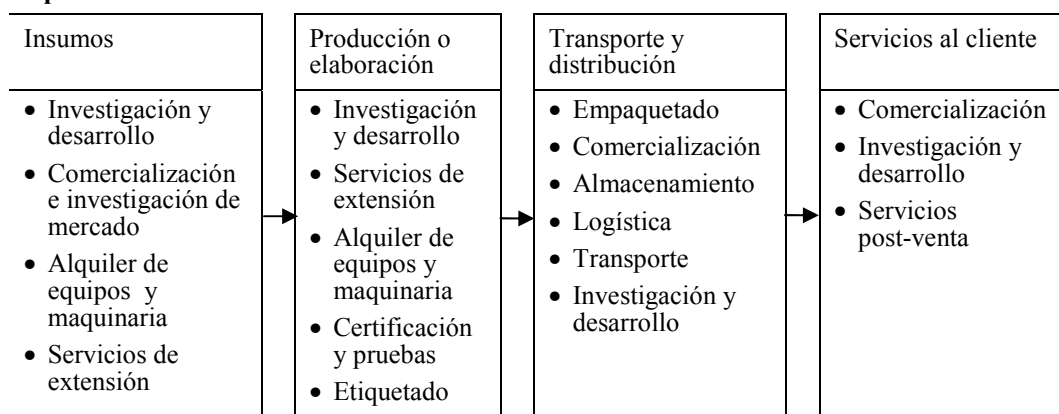 Insumos
• Investigación y
desarrollo
• Comercialización
e investigación de
mercado
• Alquiler de
equipos y
maquinaria
• Servicios de
extensión
Producción o
elaboración
• Investigación
y desarrollo
• Servicios de
extensión
• Alquiler de
equipos y
maquinaria
• Certificación
y pruebas
• Etiquetado
Transporte y
distribución
• Empaquetado
• Comercialización
• Almacenamiento
• Logística
• Transporte
• Investigación y
desarrollo
Servicios al cliente
• Comercialización
• Investigación y
desarrollo
• Servicios
post-venta